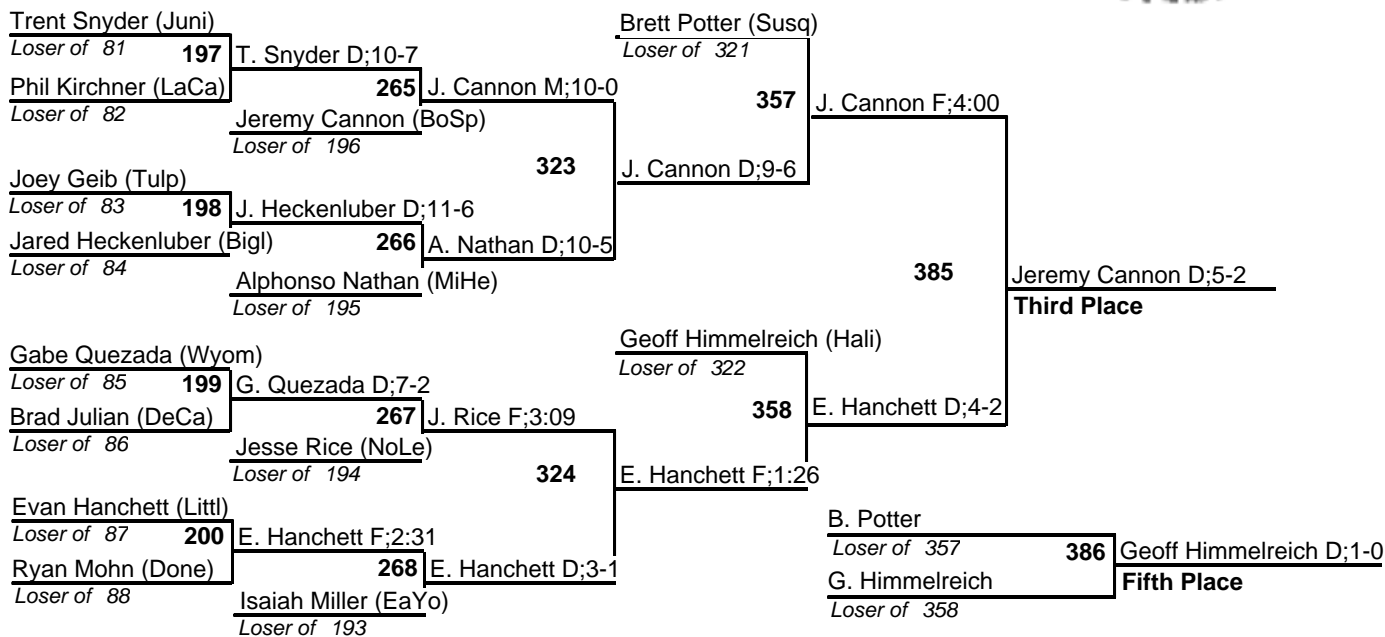 Trent Snyder (Juni)
Loser of 81
197
T. Snyder D;10-7
Phil Kirchner (LaCa)
Loser of 82
265
J. Cannon M;10-0
Jeremy Cannon (BoSp)
Loser of 196
323
J. Cannon D;9-6
Joey Geib (Tulp)
Loser of 83
198
J. Heckenluber D;11-6
Jared Heckenluber (Bigl)
Loser of 84
266
A. Nathan D;10-5
Alphonso Nathan (MiHe)
Loser of 195
Brett Potter (Susq)
Loser of 321
357
J. Cannon F;4:00
385
Jeremy Cannon D;5-2
Third Place
Gabe Quezada (Wyom)
Loser of 85
199
G. Quezada D;7-2
Brad Julian (DeCa)
Loser of 86
267
J. Rice F;3:09
Jesse Rice (NoLe)
Loser of 194
324
E. Hanchett F;1:26
Evan Hanchett (Littl)
Loser of 87
200
E. Hanchett F;2:31
Ryan Mohn (Done)
Loser of 88
268
E. Hanchett D;3-1
Isaiah Miller (EaYo)
Loser of 193
Geoff Himmelreich (Hali)
Loser of 322
358
E. Hanchett D;4-2
B. Potter
Loser of 357
386
Geoff Himmelreich D;1-0
G. Himmelreich
Fifth Place
Loser of 358